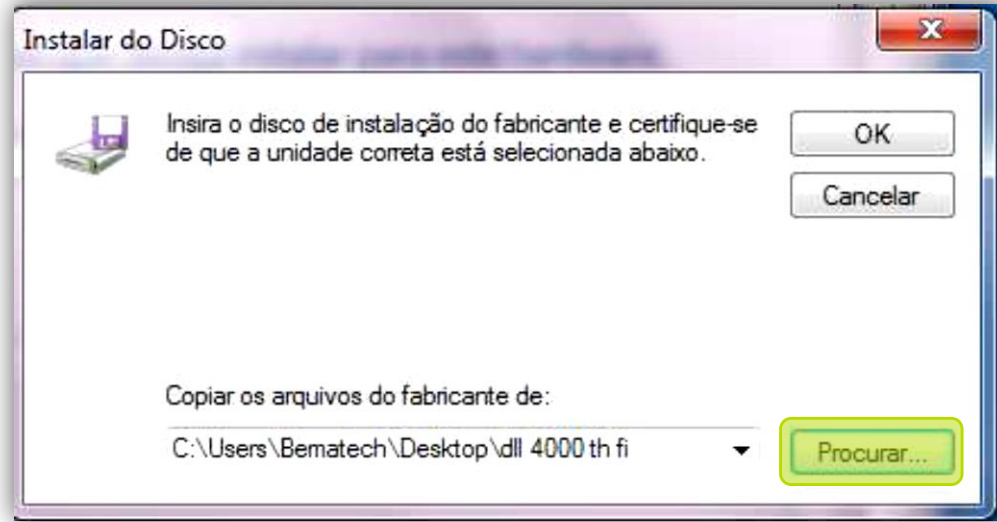 Instalar do Disco
Insira o disco de instalação do fabricante e certifique-se
de que a unidade correta está selecionada abaixo.
OK
Cancelar
Copiar os arquivos do fabricante de:
C:\Users\Bematech\Desktop\dll 4000 th fi
Procurar...